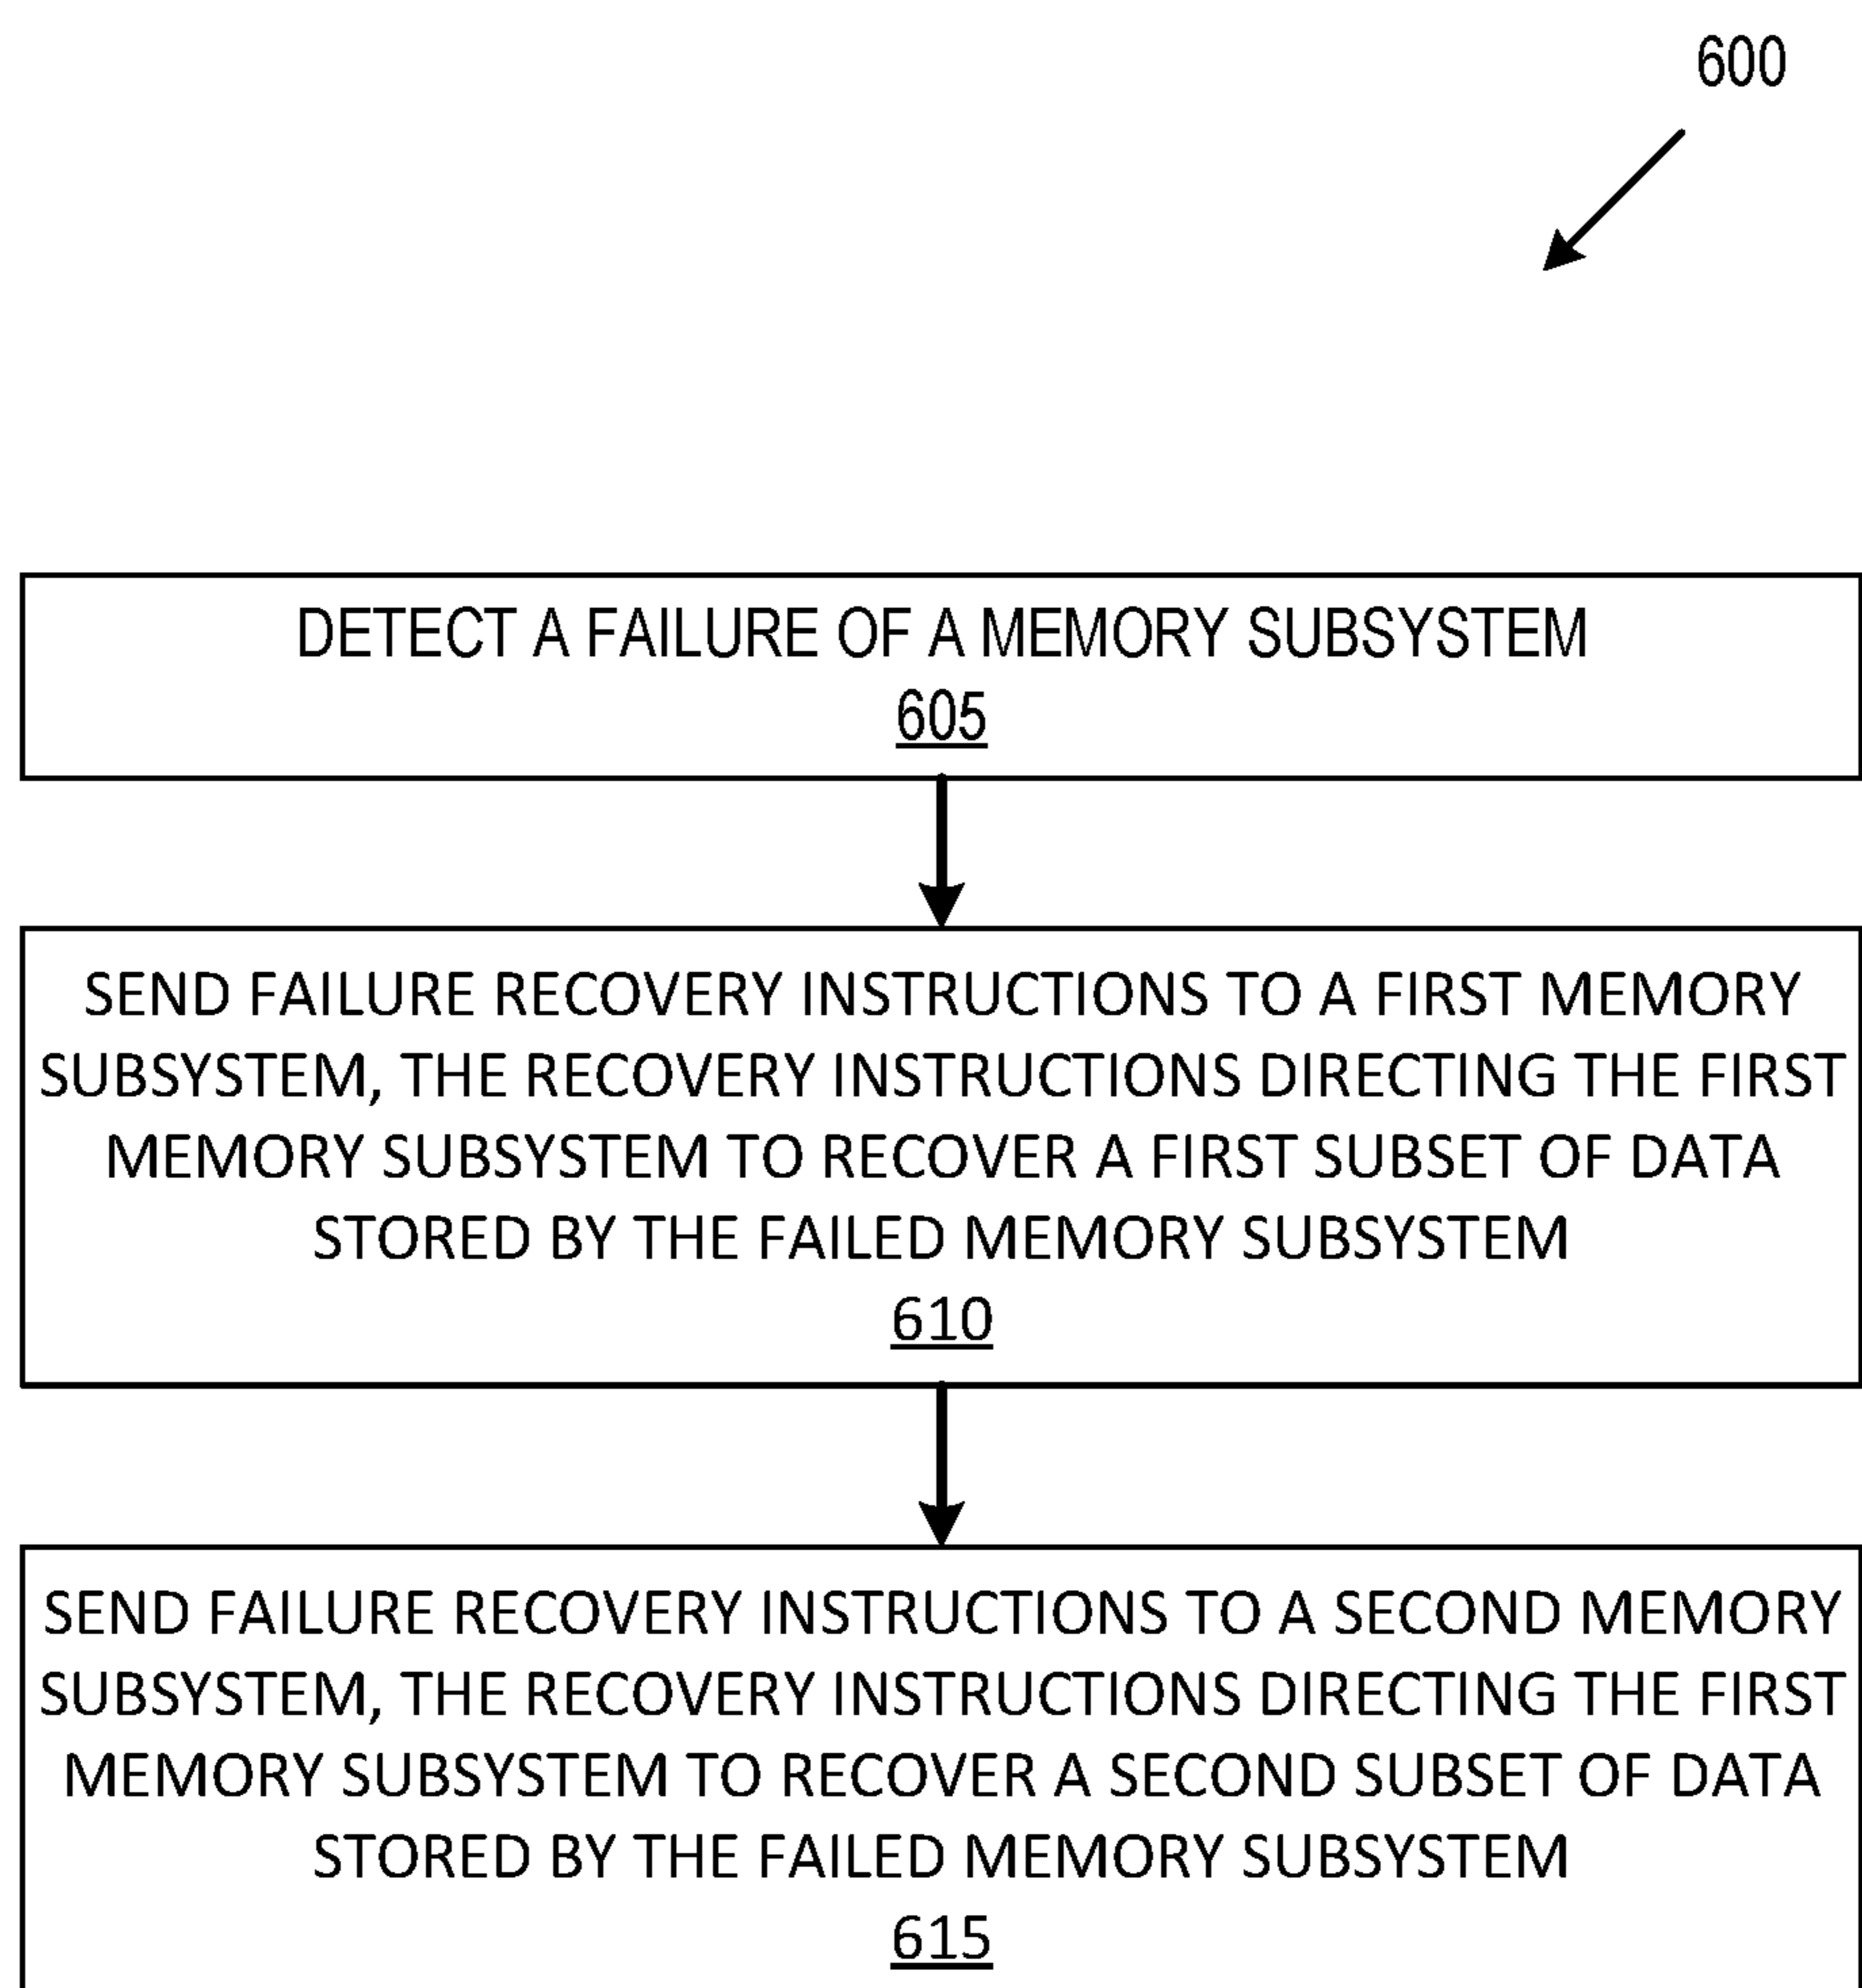 600
DETECT A FAILURE OF A MEMORY SUBSYSTEM
605
SEND FAILURE RECOVERY INSTRUCTIONS TO A FIRST MEMORY
SUBSYSTEM, THE RECOVERY INSTRUCTIONS DIRECTING THE FIRST
MEMORY SUBSYSTEM TO RECOVER A FIRST SUBSET OF DATA
STORED BY THE FAILED MEMORY SUBSYSTEM
610
SEND FAILURE RECOVERY INSTRUCTIONS TO A SECOND MEMORY
SUBSYSTEM, THE RECOVERY INSTRUCTIONS DIRECTING THE FIRST
MEMORY SUBSYSTEM TO RECOVER A SECOND SUBSET OF DATA
STORED BY THE FAILED MEMORY SUBSYSTEM
615